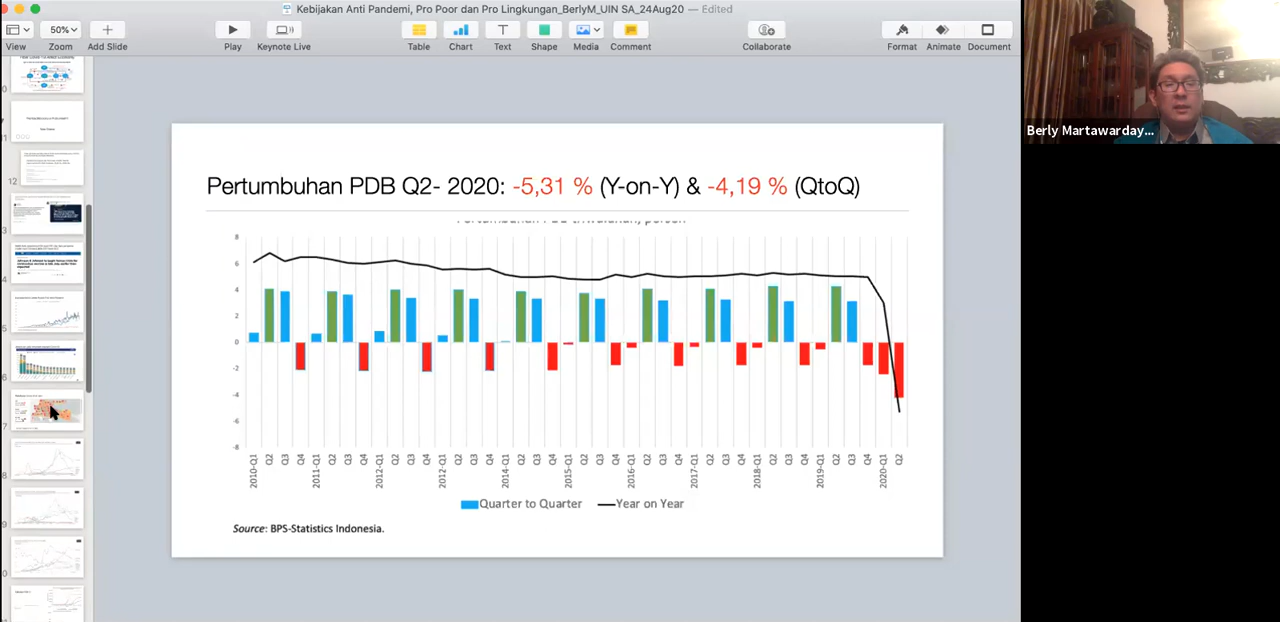 Kebijakan Anti Pandemi, Pro Poor dan Pro Lingkungan_BerlyM_UIN SA_24Aug20 — Edited
50%
View Zoom Add Slide Play Keynote Live Table Chart Text Shape Media Comment Collaborate Format Animate Document
Berly Martawarday...
12
Pertumbuhan PDB Q2- 2020: -5,31 % (Y-on-Y) & -4,19 % (QtoQ)
8
6
4
2
0
-2
-4
-6
-8
2010-Q1 Q2 Q3 Q4 2011-Q1 Q2 Q3 Q4 2012-Q1 Q2 Q3 Q4 2012-Q1 Q2 Q3 Q4 2014-Q1 Q2 Q3 Q4 2015-Q1 Q2 Q3 Q4 2016-Q1 Q2 Q3 Q4 2017-Q1 Q2 Q3 Q4 2018-Q1 Q2 Q3 Q4 2019-Q1 Q2 Q3 Q4 2020-Q1 Q2
Quarter to Quarter Year on Year
Source: BPS-Statistics Indonesia.